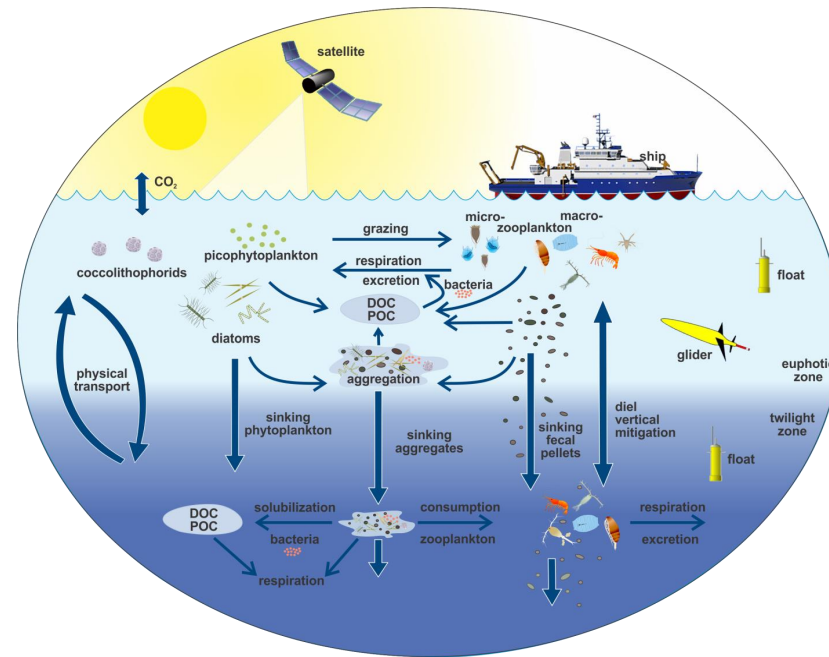 satellite
ship
CO₂
micro-
macro-
zooplankton
grazing
picophytoplankton
respiration
excretion
bacteria
coccolithophorids
float
DOC
POC
diatoms
glider
euphotic
zone
physical
transport
aggregation
twilight
zone
sinking
phytoplankton
sinking
aggregates
sinking
fecal
pellets
diel
vertical
mitigation
float
DOC
POC
solubilization
bacteria
respiration
consumption
zooplankton
respiration
excretion